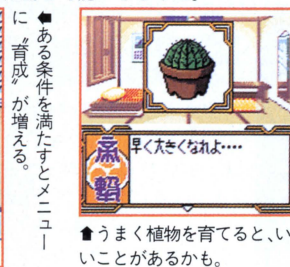 ⬅ある条件を満たすとメニュー
に〝育成〟が増える。
早く大きくなれよ‥‥
⬆うまく植物を育てると、い
いことがあるかも。